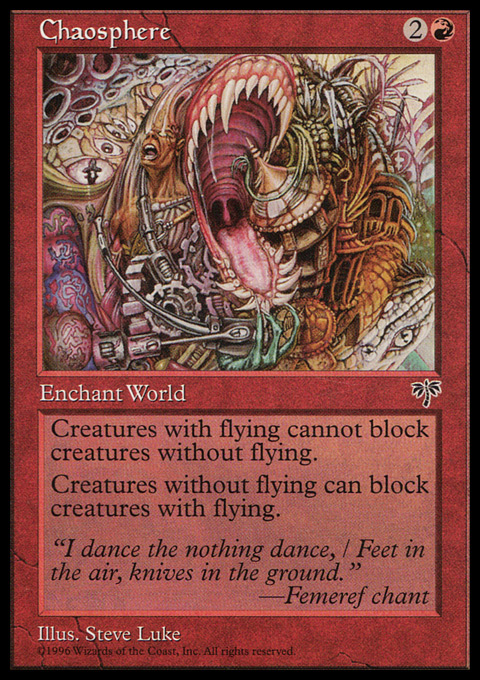 Chaosphere 2
Enchant World
Creatures with flying cannot block
creatures without flying.
Creatures without flying can block
creatures with flying.
“I dance the nothing dance, / Feet in
the air, knives in the ground.”
—Femeref chant
Illus. Steve Luke
©1996 Wizards of the Coast, Inc. All rights reserved.